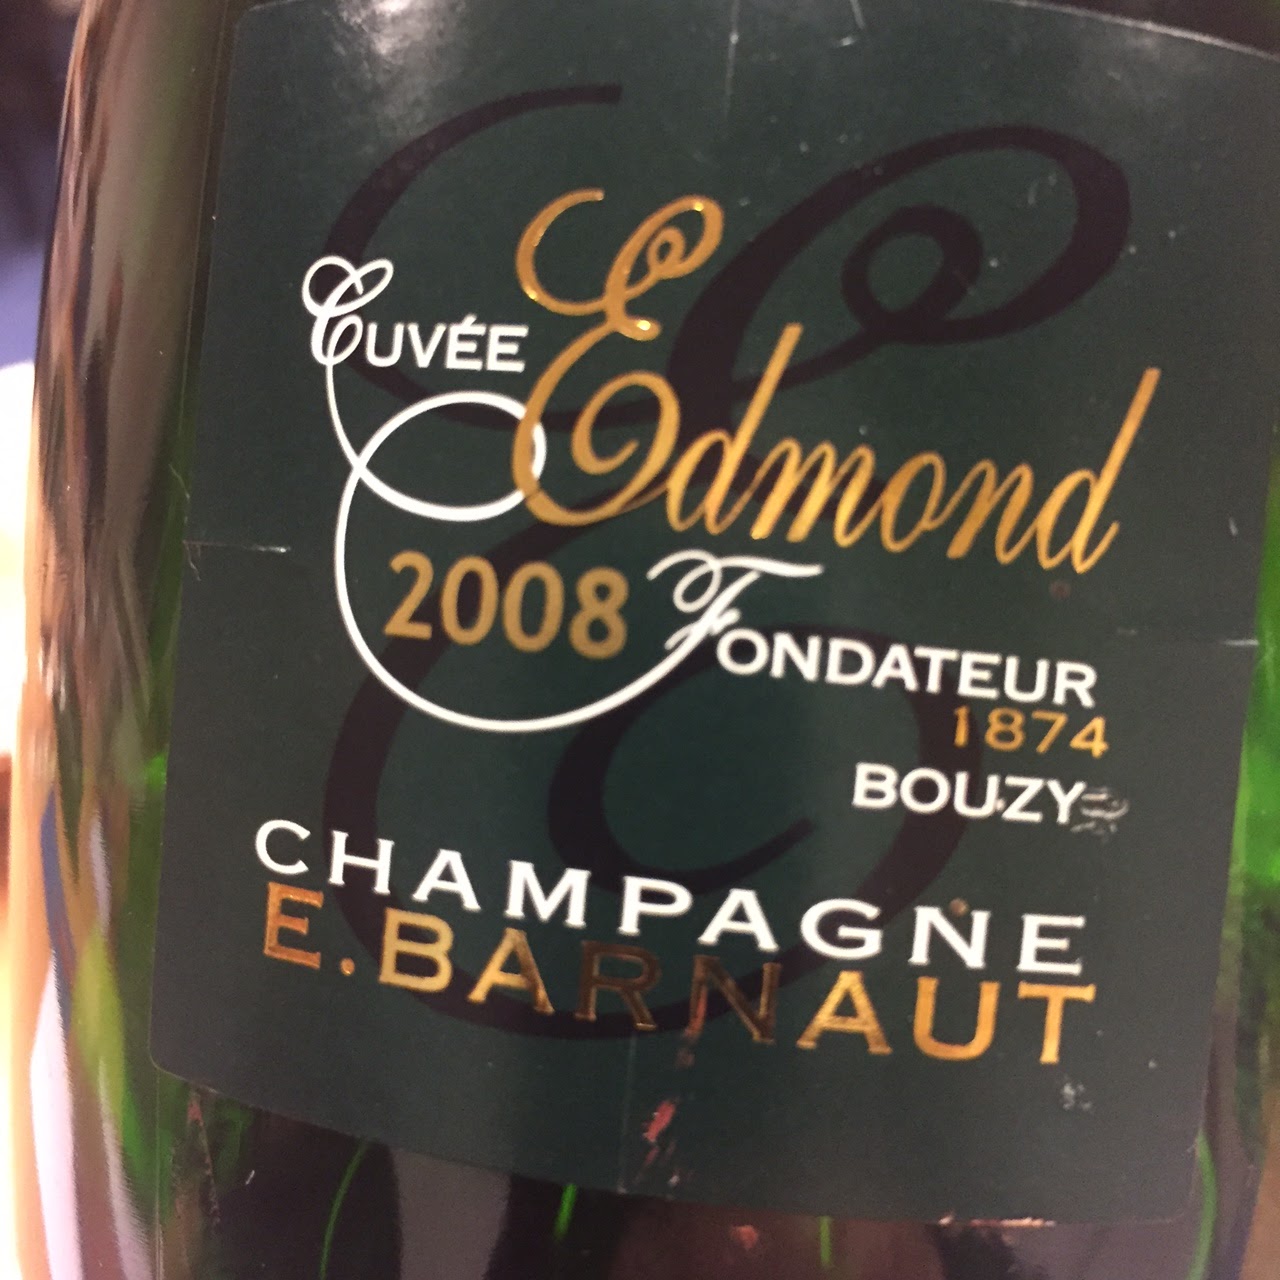 CUVÉE Edmond
2008 FONDATEUR
1874
BOUZY
CHAMPAGNE
E. BARNAUT